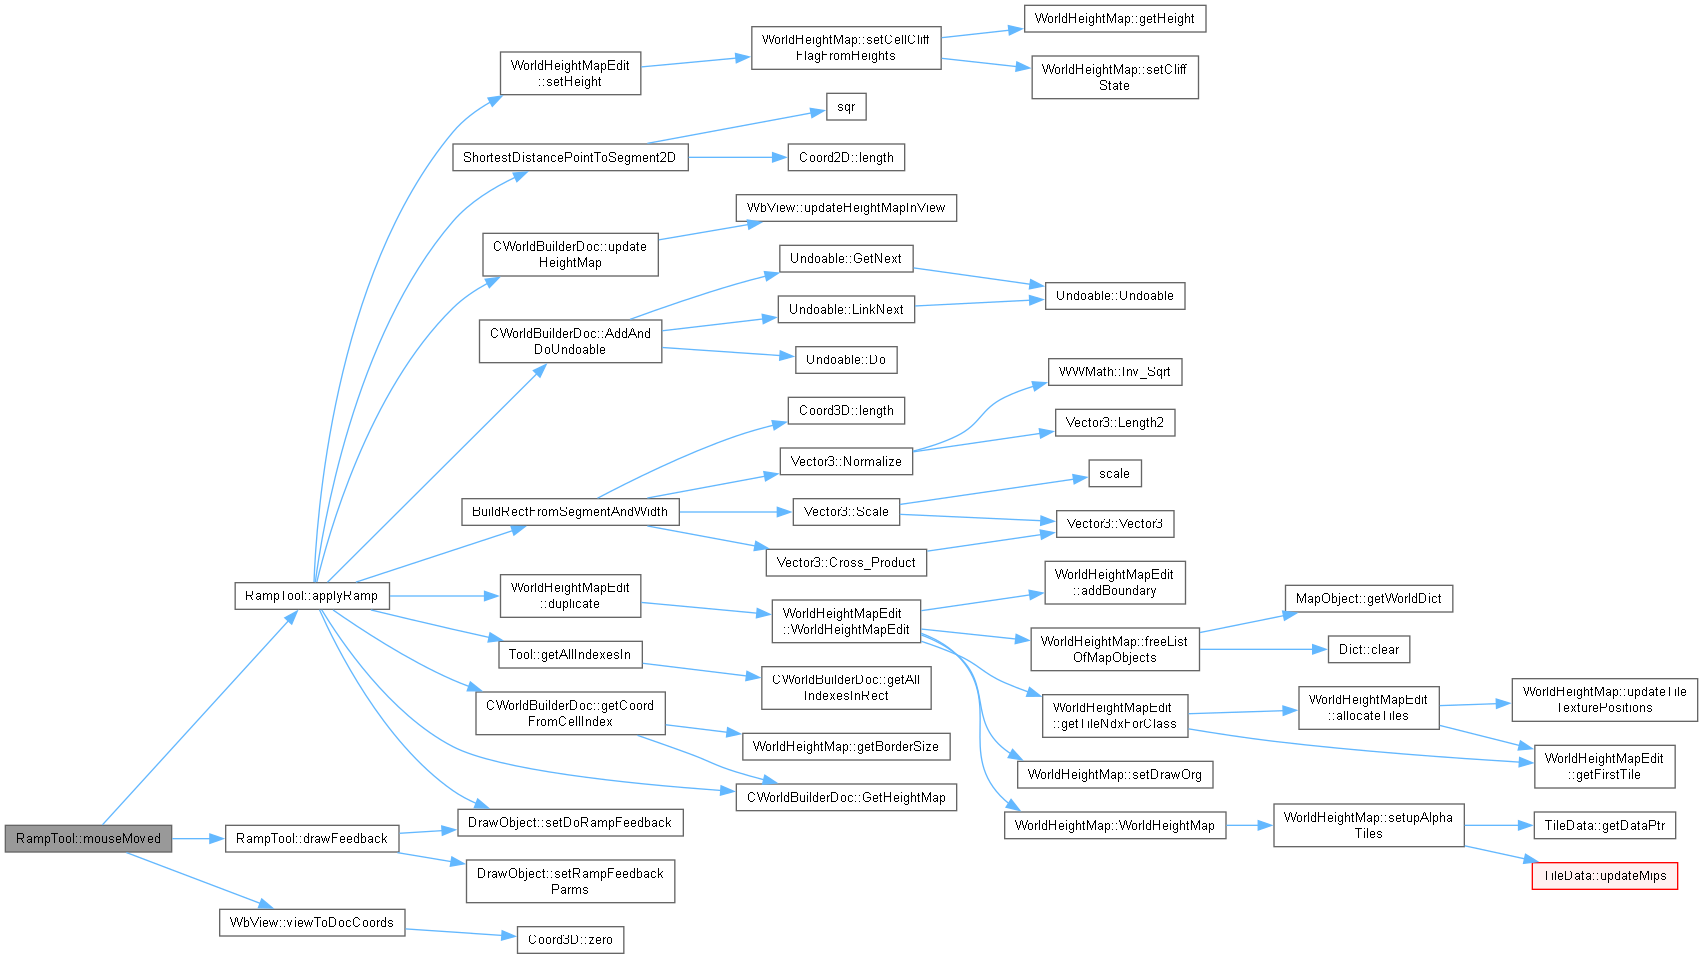 WorldHeightMap::getHeight
WorldHeightMap::setCellCliff
FlagFromHeights
WorldHeightMapEdit
::setHeight
WorldHeightMap::setCliff
State
sqr
ShortestDistancePointToSegment2D
Coord2D::length
WbView::updateHeightMapInView
CWorldBuilderDoc::update
HeightMap
Undoable::GetNext
Undoable::Undoable
Undoable::LinkNext
CWorldBuilderDoc::AddAnd
DoUndoable
Undoable::Do
WWMath::Inv_Sqrt
Coord3D::length
Vector3::Length2
Vector3::Normalize
scale
BuildRectFromSegmentAndWidth
Vector3::Scale
Vector3::Vector3
Vector3::Cross_Product
RampTool::applyRamp
WorldHeightMapEdit
::duplicate
WorldHeightMapEdit
::addBoundary
MapObject::getWorldDict
WorldHeightMapEdit
::WorldHeightMapEdit
WorldHeightMap::freeList
OfMapObjects
Dict::clear
Tool::getAllIndexesIn
CWorldBuilderDoc::getAll
IndexesInRect
CWorldBuilderDoc::getCoord
FromCellIndex
WorldHeightMapEdit
::getTileNdxForClass
WorldHeightMapEdit
::allocateTiles
WorldHeightMap::updateTile
TexturePositions
WorldHeightMap::getBorderSize
WorldHeightMapEdit
::getFirstTile
WorldHeightMap::setDrawOrg
CWorldBuilderDoc::GetHeightMap
DrawObject::setDoRampFeedback
WorldHeightMap::WorldHeightMap
WorldHeightMap::setupAlpha
Tiles
TileData::getDataPtr
RampTool::mouseMoved
RampTool::drawFeedback
DrawObject::setRampFeedback
Parms
TileData::updateMips
WbView::viewToDocCoords
Coord3D::zero